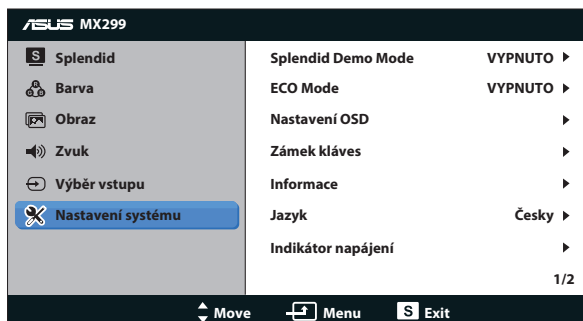 ASUS MX299
S Splendid
Barva
Obraz
Zvuk
Výběr vstupu
Nastavení systému
Splendid Demo Mode VYPNUTO
ECO Mode VYPNUTO
Nastavení OSD
Zámek kláves
Informace
Jazyk Česky
Indikátor napájení
1/2
Move Menu S Exit